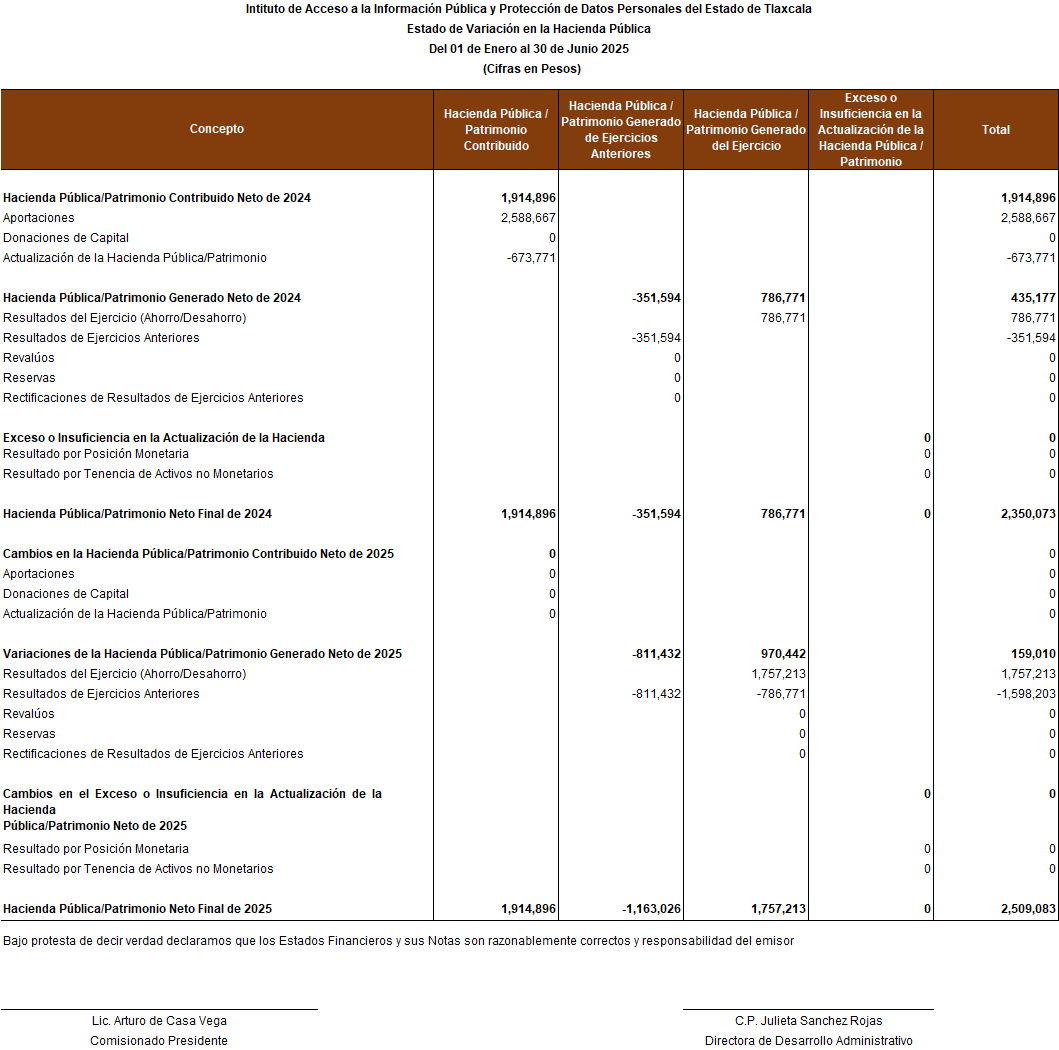 Intituto de Acceso a la Información Pública y Protección de Datos Personales del Estado de Tlaxcala
Estado de Variación en la Hacienda Pública
Del 01 de Enero al 30 de Junio 2025
(Cifras en Pesos)
Concepto
Hacienda Pública /
Patrimonio
Contribuido
Hacienda Pública /
Patrimonio Generado
de Ejercicios
Anteriores
Hacienda Pública /
Patrimonio Generado
del Ejercicio
Exceso o
Insuficiencia en la
Actualización de la
Hacienda Pública /
Patrimonio
Total
Hacienda Pública/Patrimonio Contribuido Neto de 2024 1,914,896 1,914,896
Aportaciones 2,588,667 2,588,667
Donaciones de Capital 0 0
Actualización de la Hacienda Pública/Patrimonio -673,771 -673,771
Hacienda Pública/Patrimonio Generado Neto de 2024 -351,594 786,771 435,177
Resultados del Ejercicio (Ahorro/Desahorro) 786,771 786,771
Resultados de Ejercicios Anteriores -351,594 -351,594
Revalúos 0 0
Reservas 0 0
Rectificaciones de Resultados de Ejercicios Anteriores 0 0
Exceso o Insuficiencia en la Actualización de la Hacienda 0 0
Resultado por Posición Monetaria 0 0
Resultado por Tenencia de Activos no Monetarios 0 0
Hacienda Pública/Patrimonio Neto Final de 2024 1,914,896 -351,594 786,771 0 2,350,073
Cambios en la Hacienda Pública/Patrimonio Contribuido Neto de 2025 0 0
Aportaciones 0 0
Donaciones de Capital 0 0
Actualización de la Hacienda Pública/Patrimonio 0 0
Variaciones de la Hacienda Pública/Patrimonio Generado Neto de 2025 -811,432 970,442 159,010
Resultados del Ejercicio (Ahorro/Desahorro) 1,757,213 1,757,213
Resultados de Ejercicios Anteriores -811,432 -786,771 -1,598,203
Revalúos 0 0
Reservas 0 0
Rectificaciones de Resultados de Ejercicios Anteriores 0 0
Cambios en el Exceso o Insuficiencia en la Actualización de la 0 0
Hacienda
Pública/Patrimonio Neto de 2025
Resultado por Posición Monetaria 0 0
Resultado por Tenencia de Activos no Monetarios 0 0
Hacienda Pública/Patrimonio Neto Final de 2025 1,914,896 -1,163,026 1,757,213 0 2,509,083
Bajo protesta de decir verdad declaramos que los Estados Financieros y sus Notas son razonablemente correctos y responsabilidad del emisor
Lic. Arturo de Casa Vega C.P. Julieta Sanchez Rojas
Comisionado Presidente Directora de Desarrollo Administrativo